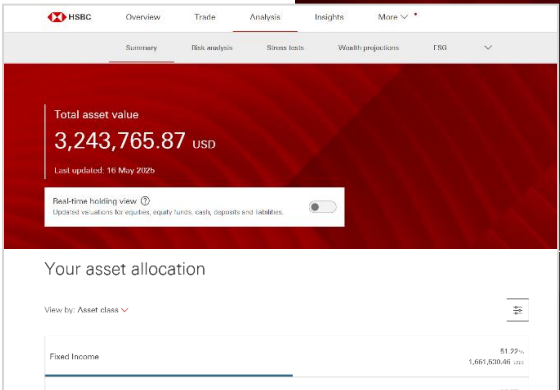 HSBC Overview Trade Analysis Insights More
Summary Risk analysis Stress tests Wealth projections ESG
Total asset value
3,243,765.87 USD
Last updated: 16 May 2025
Real-time holding view ?
Updated valuations for equities, equity funds, cash, deposits and liabilities.
Your asset allocation
View by: Asset class
51.22%
Fixed Income
1,661,530.46 USD